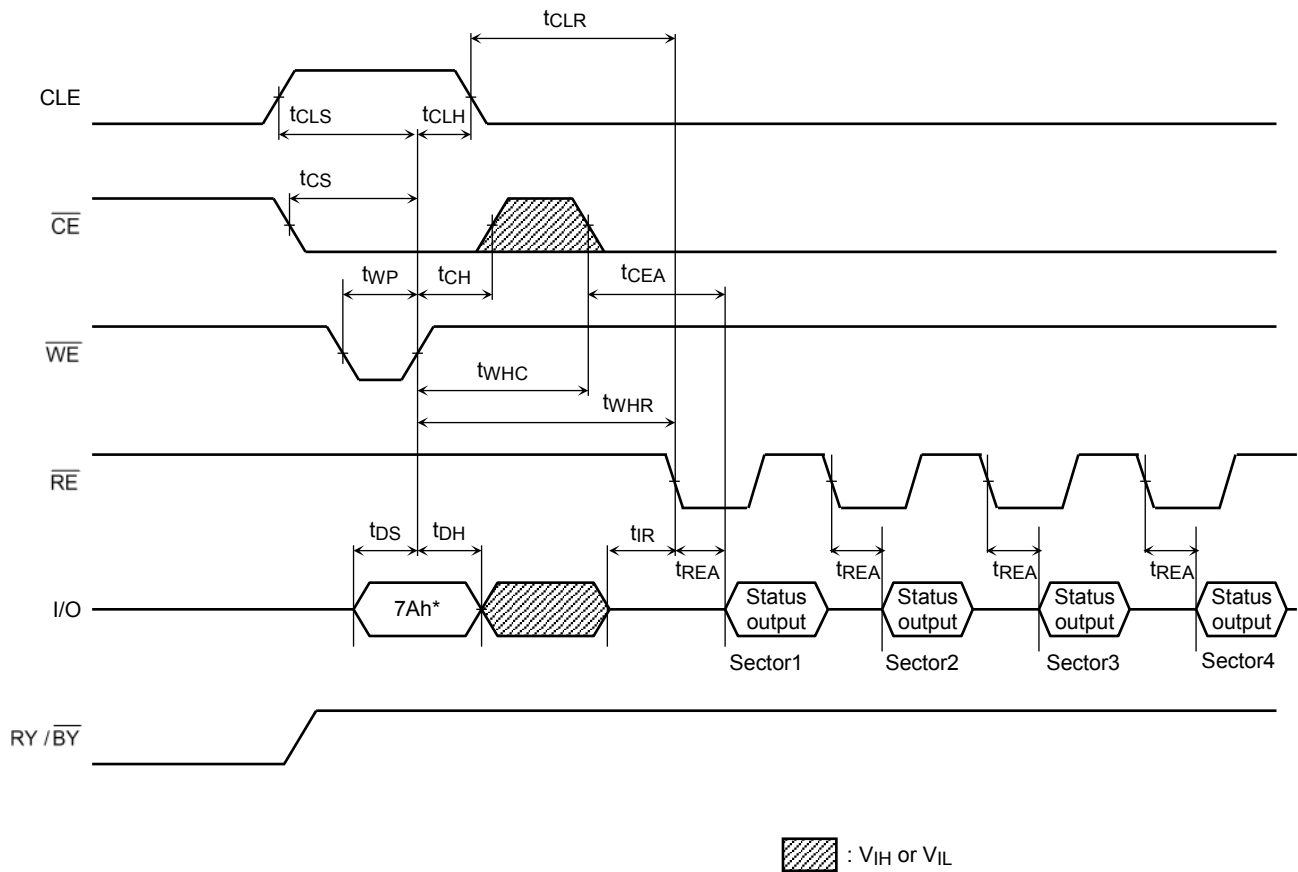 tCLR
CLE
tCLS
tCLH
tCS
CE
tWP
tCH
tCEA
WE
tWHC
tWHR
RE
tDS
tDH
tIR
tREA
tREA
tREA
tREA
I/O
7Ah*
Status output
Status output
Status output
Status output
Sector1
Sector2
Sector3
Sector4
RY /BY
: VIH or VIL